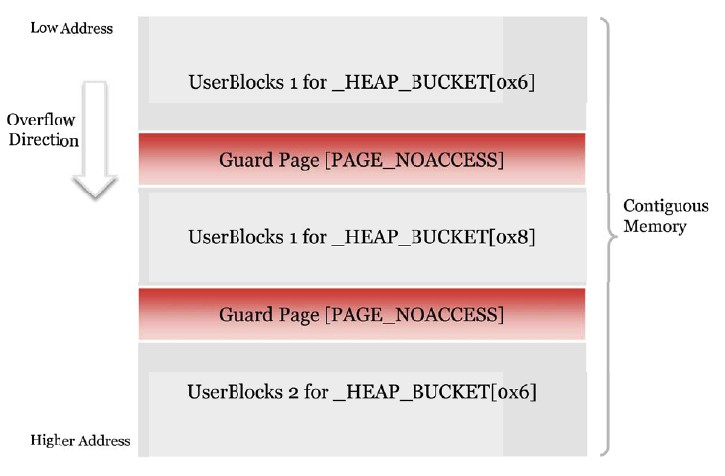 Low Address
UserBlocks 1 for _HEAP_BUCKET[0x6]
Overflow
Direction
Guard Page [PAGE_NOACCESS]
UserBlocks 1 for _HEAP_BUCKET[0x8]
Contiguous
Memory
Guard Page [PAGE_NOACCESS]
UserBlocks 2 for _HEAP_BUCKET[0x6]
Higher Address